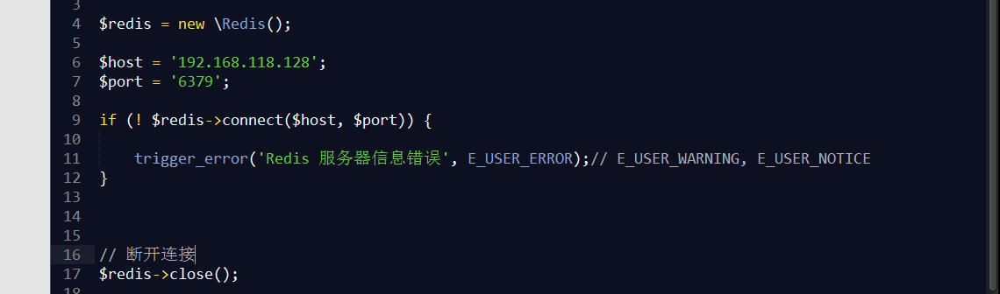 3
4 $redis = new \Redis();
5
6 $host = '192.168.118.128';
7 $port = '6379';
8
9 if (! $redis->connect($host, $port)) {
10
11 trigger_error('Redis 服务器信息错误', E_USER_ERROR);// E_USER_WARNING, E_USER_NOTICE
12 }
13
14
15
16 // 断开连接
17 $redis->close();
18